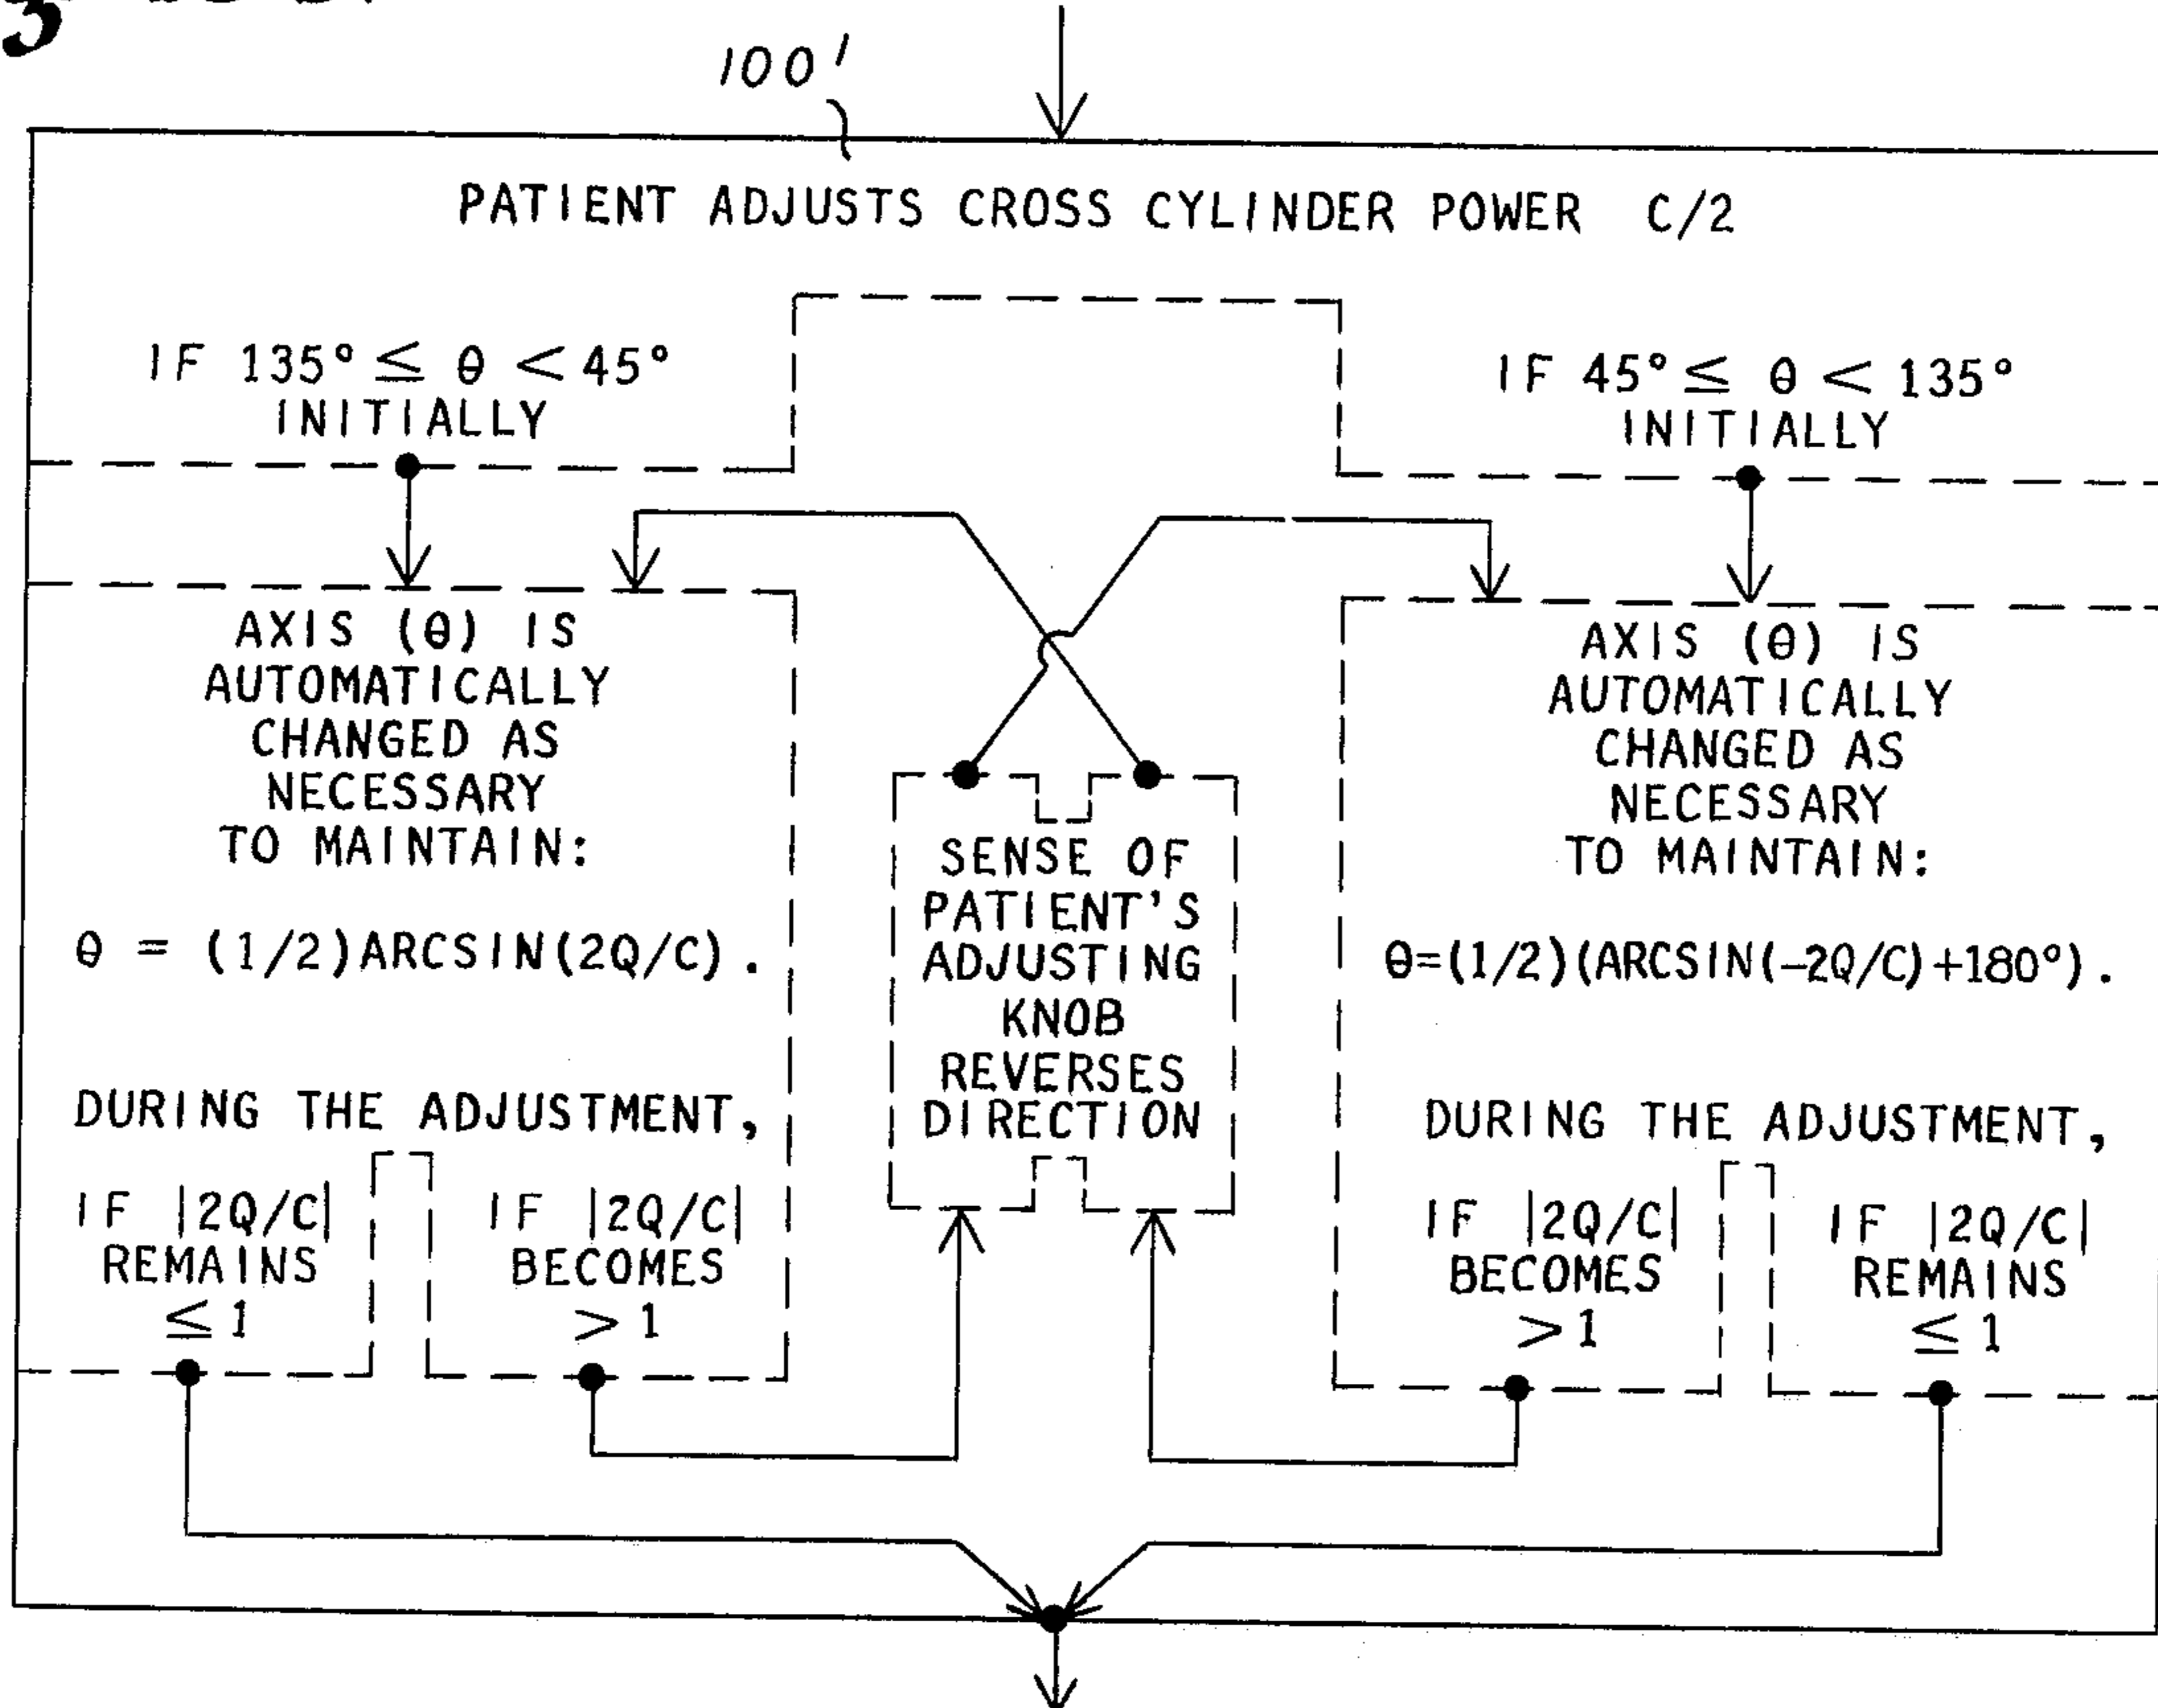 3
100'
PATIENT ADJUSTS CROSS CYLINDER POWER C/2
IF 135° ≤ θ < 45°
INITIALLY
IF 45° ≤ θ < 135°
INITIALLY
AXIS (θ) IS
AUTOMATICALLY
CHANGED AS
NECESSARY
TO MAINTAIN:
θ = (1/2)ARCSIN(2Q/C).
DURING THE ADJUSTMENT,
IF |2Q/C|
REMAINS
≤ 1
IF |2Q/C|
BECOMES
> 1
SENSE OF
PATIENT'S
ADJUSTING
KNOB
REVERSES
DIRECTION
AXIS (θ) IS
AUTOMATICALLY
CHANGED AS
NECESSARY
TO MAINTAIN:
θ=(1/2)(ARCSIN(-2Q/C)+180°).
DURING THE ADJUSTMENT,
IF |2Q/C|
BECOMES
> 1
IF |2Q/C|
REMAINS
≤ 1